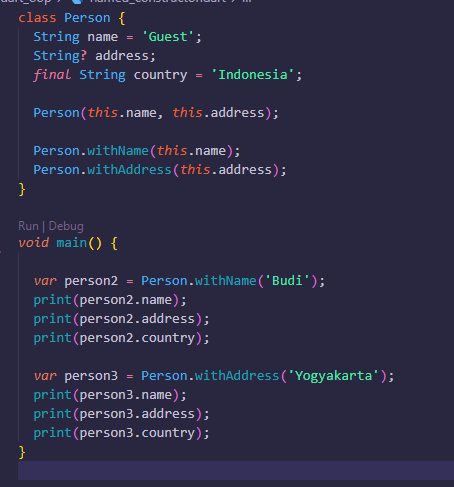 class Person {
  String name = 'Guest';
  String? address;
  final String country = 'Indonesia';

  Person(this.name, this.address);

  Person.withName(this.name);
  Person.withAddress(this.address);
}

Run | Debug
void main() {

  var person2 = Person.withName('Budi');
  print(person2.name);
  print(person2.address);
  print(person2.country);

  var person3 = Person.withAddress('Yogyakarta');
  print(person3.name);
  print(person3.address);
  print(person3.country);
}